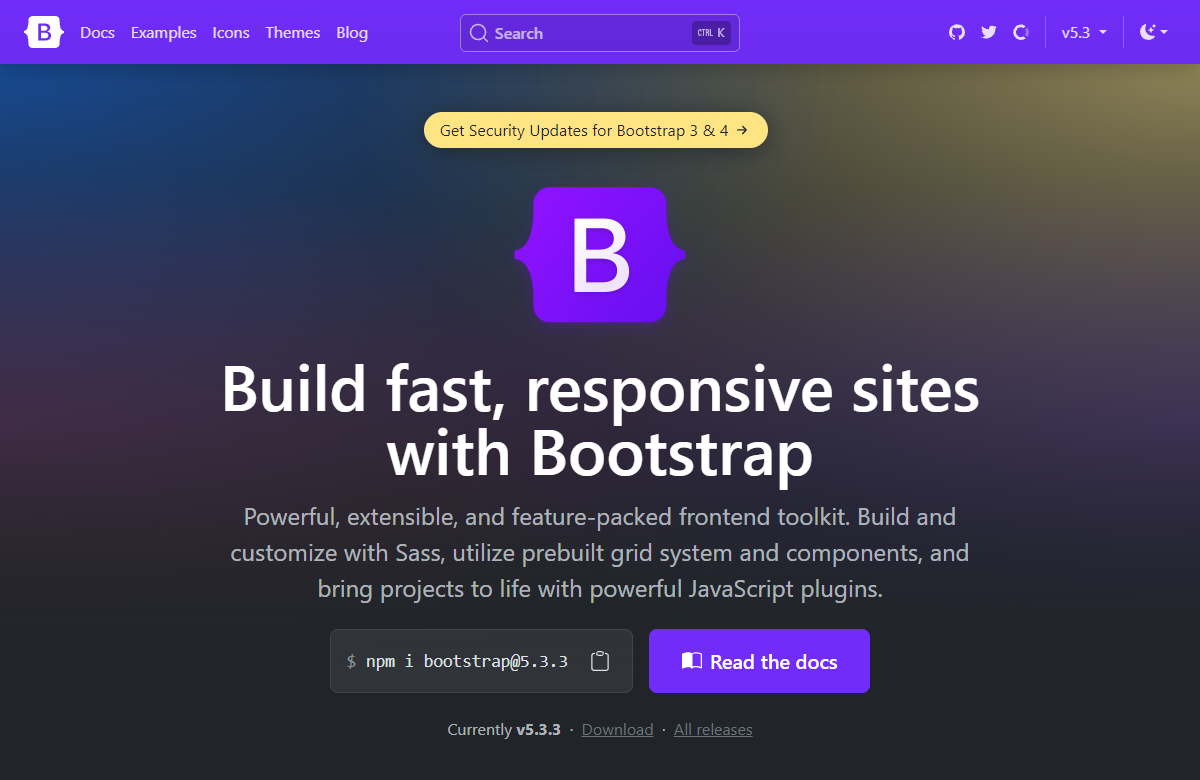 B Docs Examples Icons Themes Blog Search CTRL K v5.3
Get Security Updates for Bootstrap 3 & 4 →
B
Build fast, responsive sites
with Bootstrap
Powerful, extensible, and feature-packed frontend toolkit. Build and
customize with Sass, utilize prebuilt grid system and components, and
bring projects to life with powerful JavaScript plugins.
$ npm i bootstrap@5.3.3 Read the docs
Currently v5.3.3 · Download · All releases